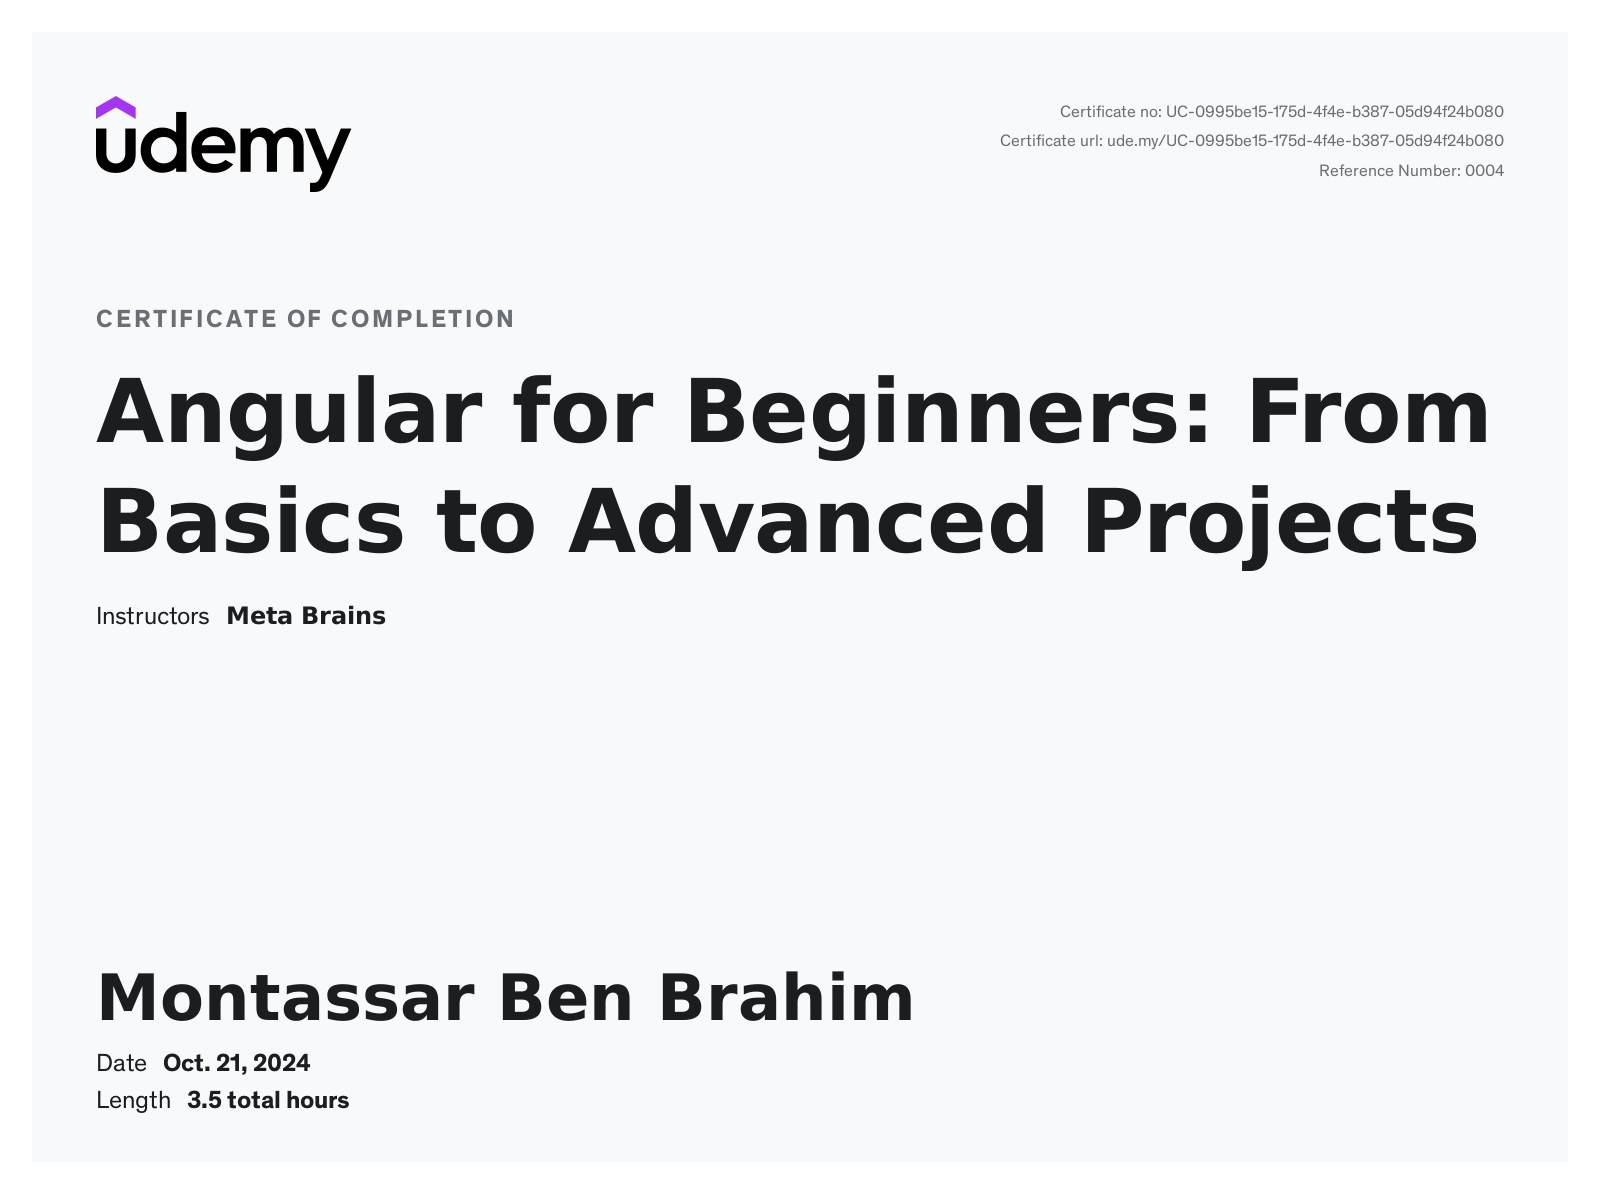 udemy
Certificate no: UC-0995be15-175d-4f4e-b387-05d94f24b080
Certificate url: ude.my/UC-0995be15-175d-4f4e-b387-05d94f24b080
Reference Number: 0004
CERTIFICATE OF COMPLETION
Angular for Beginners: From
Basics to Advanced Projects
Instructors Meta Brains
Montassar Ben Brahim
Date Oct. 21, 2024
Length 3.5 total hours